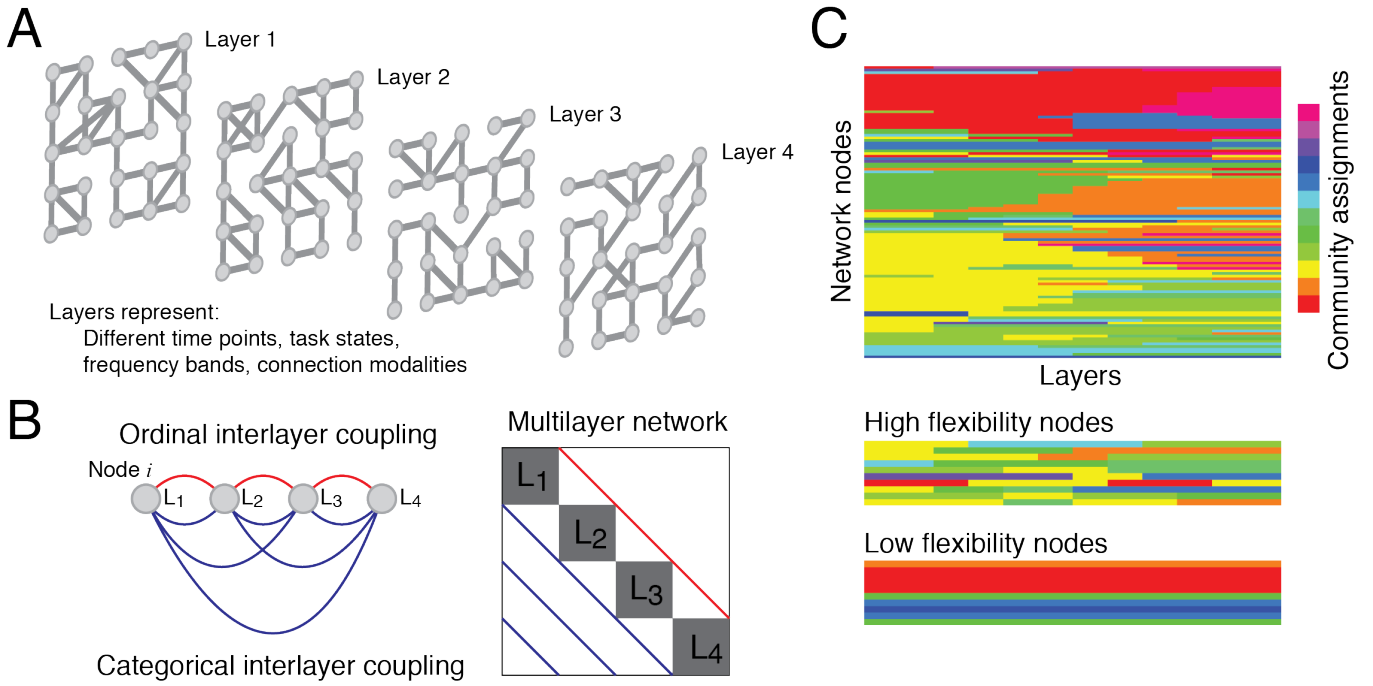 A
Layer 1
Layer 2
Layer 3
Layer 4
Layers represent:
Different time points, task states,
frequency bands, connection modalities
B
Ordinal interlayer coupling
Node i
L1
L2
L3
L4
Categorical interlayer coupling
Multilayer network
L1
L2
L3
L4
C
Network nodes
Layers
Community assignments
High flexibility nodes
Low flexibility nodes